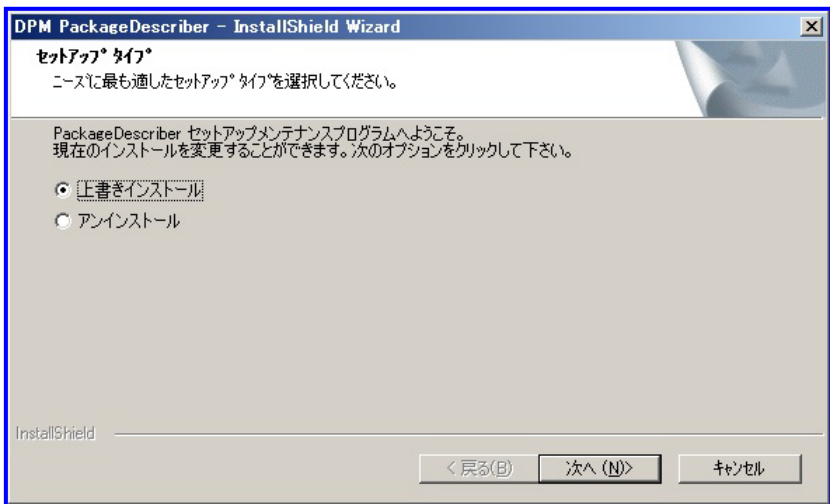 DPM PackageDescriber - InstallShield Wizard
ｾｯﾄｱｯﾌﾟ ﾀｲﾌﾟ
ﾆｰｽﾞに最も適したｾｯﾄｱｯﾌﾟ ﾀｲﾌﾟを選択してください。
PackageDescriber セットアップメンテナンスプログラムへようこそ。
現在のインストールを変更することができます。次のオプションをクリックして下さい。
上書きインストール
アンインストール
InstallShield
< 戻る(B)
次へ (N)>
ｷｬﾝｾﾙ